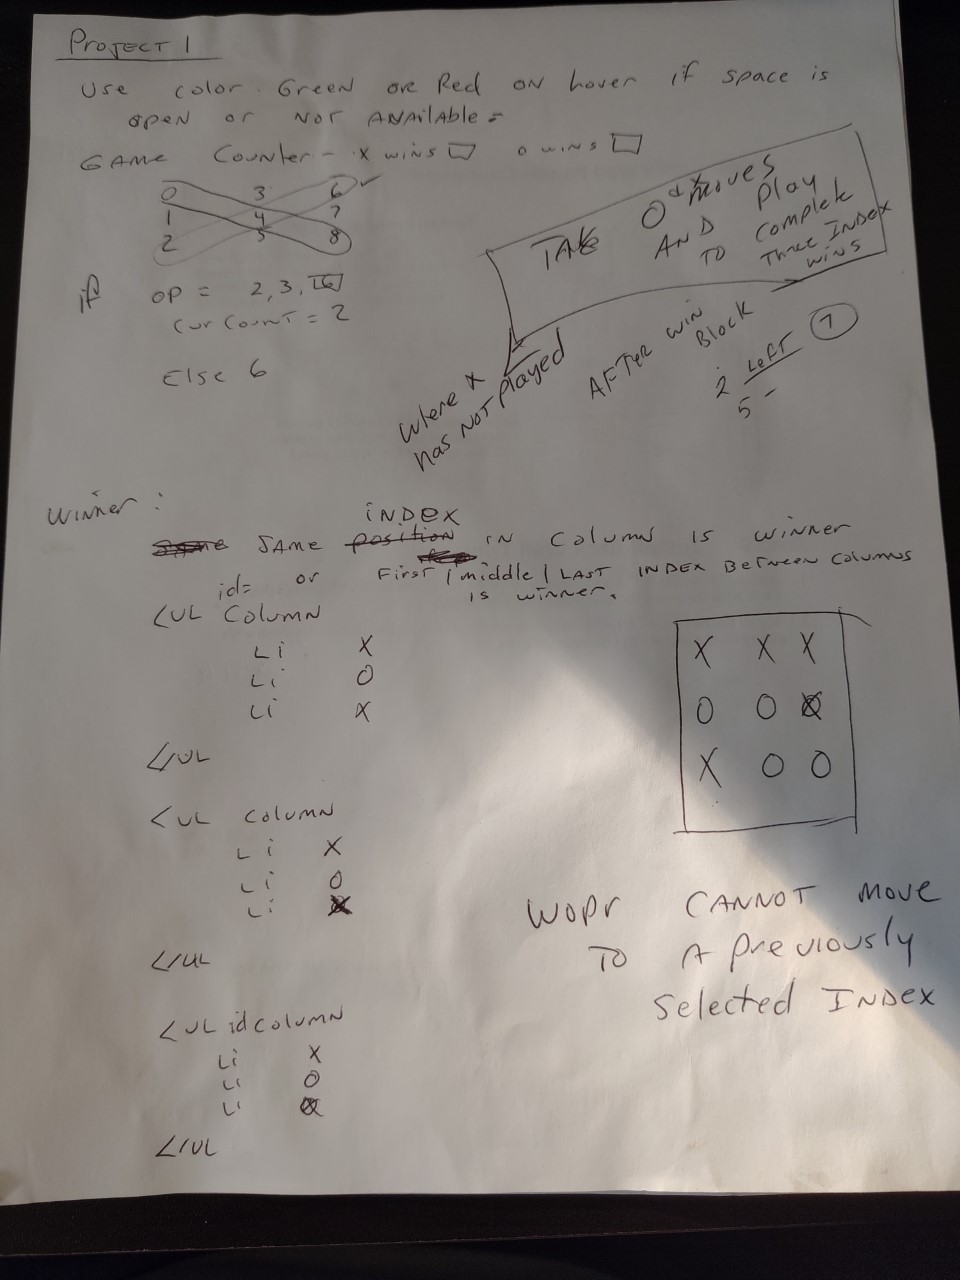 PROJECT 1
USE color Green or Red on hover if space is
open or not Available =
GAME Counter - X wins o wins
0 3 6
1 4 7
2 5 8
if op = 2, 3, 6
Cur Count = 2
Else 6
TAKE O moves
AND Play
TO Complete
Three INDEX
wins
where X
has NOT Played
AFTER WIN
Block
2 Left 7
5 -
WINNER :
INDEX
SAME position IN Column IS WINNER
id= or First / middle / LAST INDEX BETWEEN Columns
is winner.
<UL Column
Li X
Li O
Li X
</UL
<UL Column
Li X
Li O
Li
</UL
<UL id column
Li X
Li O
Li
</UL
X X X
O O
X O O
WOPR CANNOT MOVE
TO A Previously
Selected INDEX